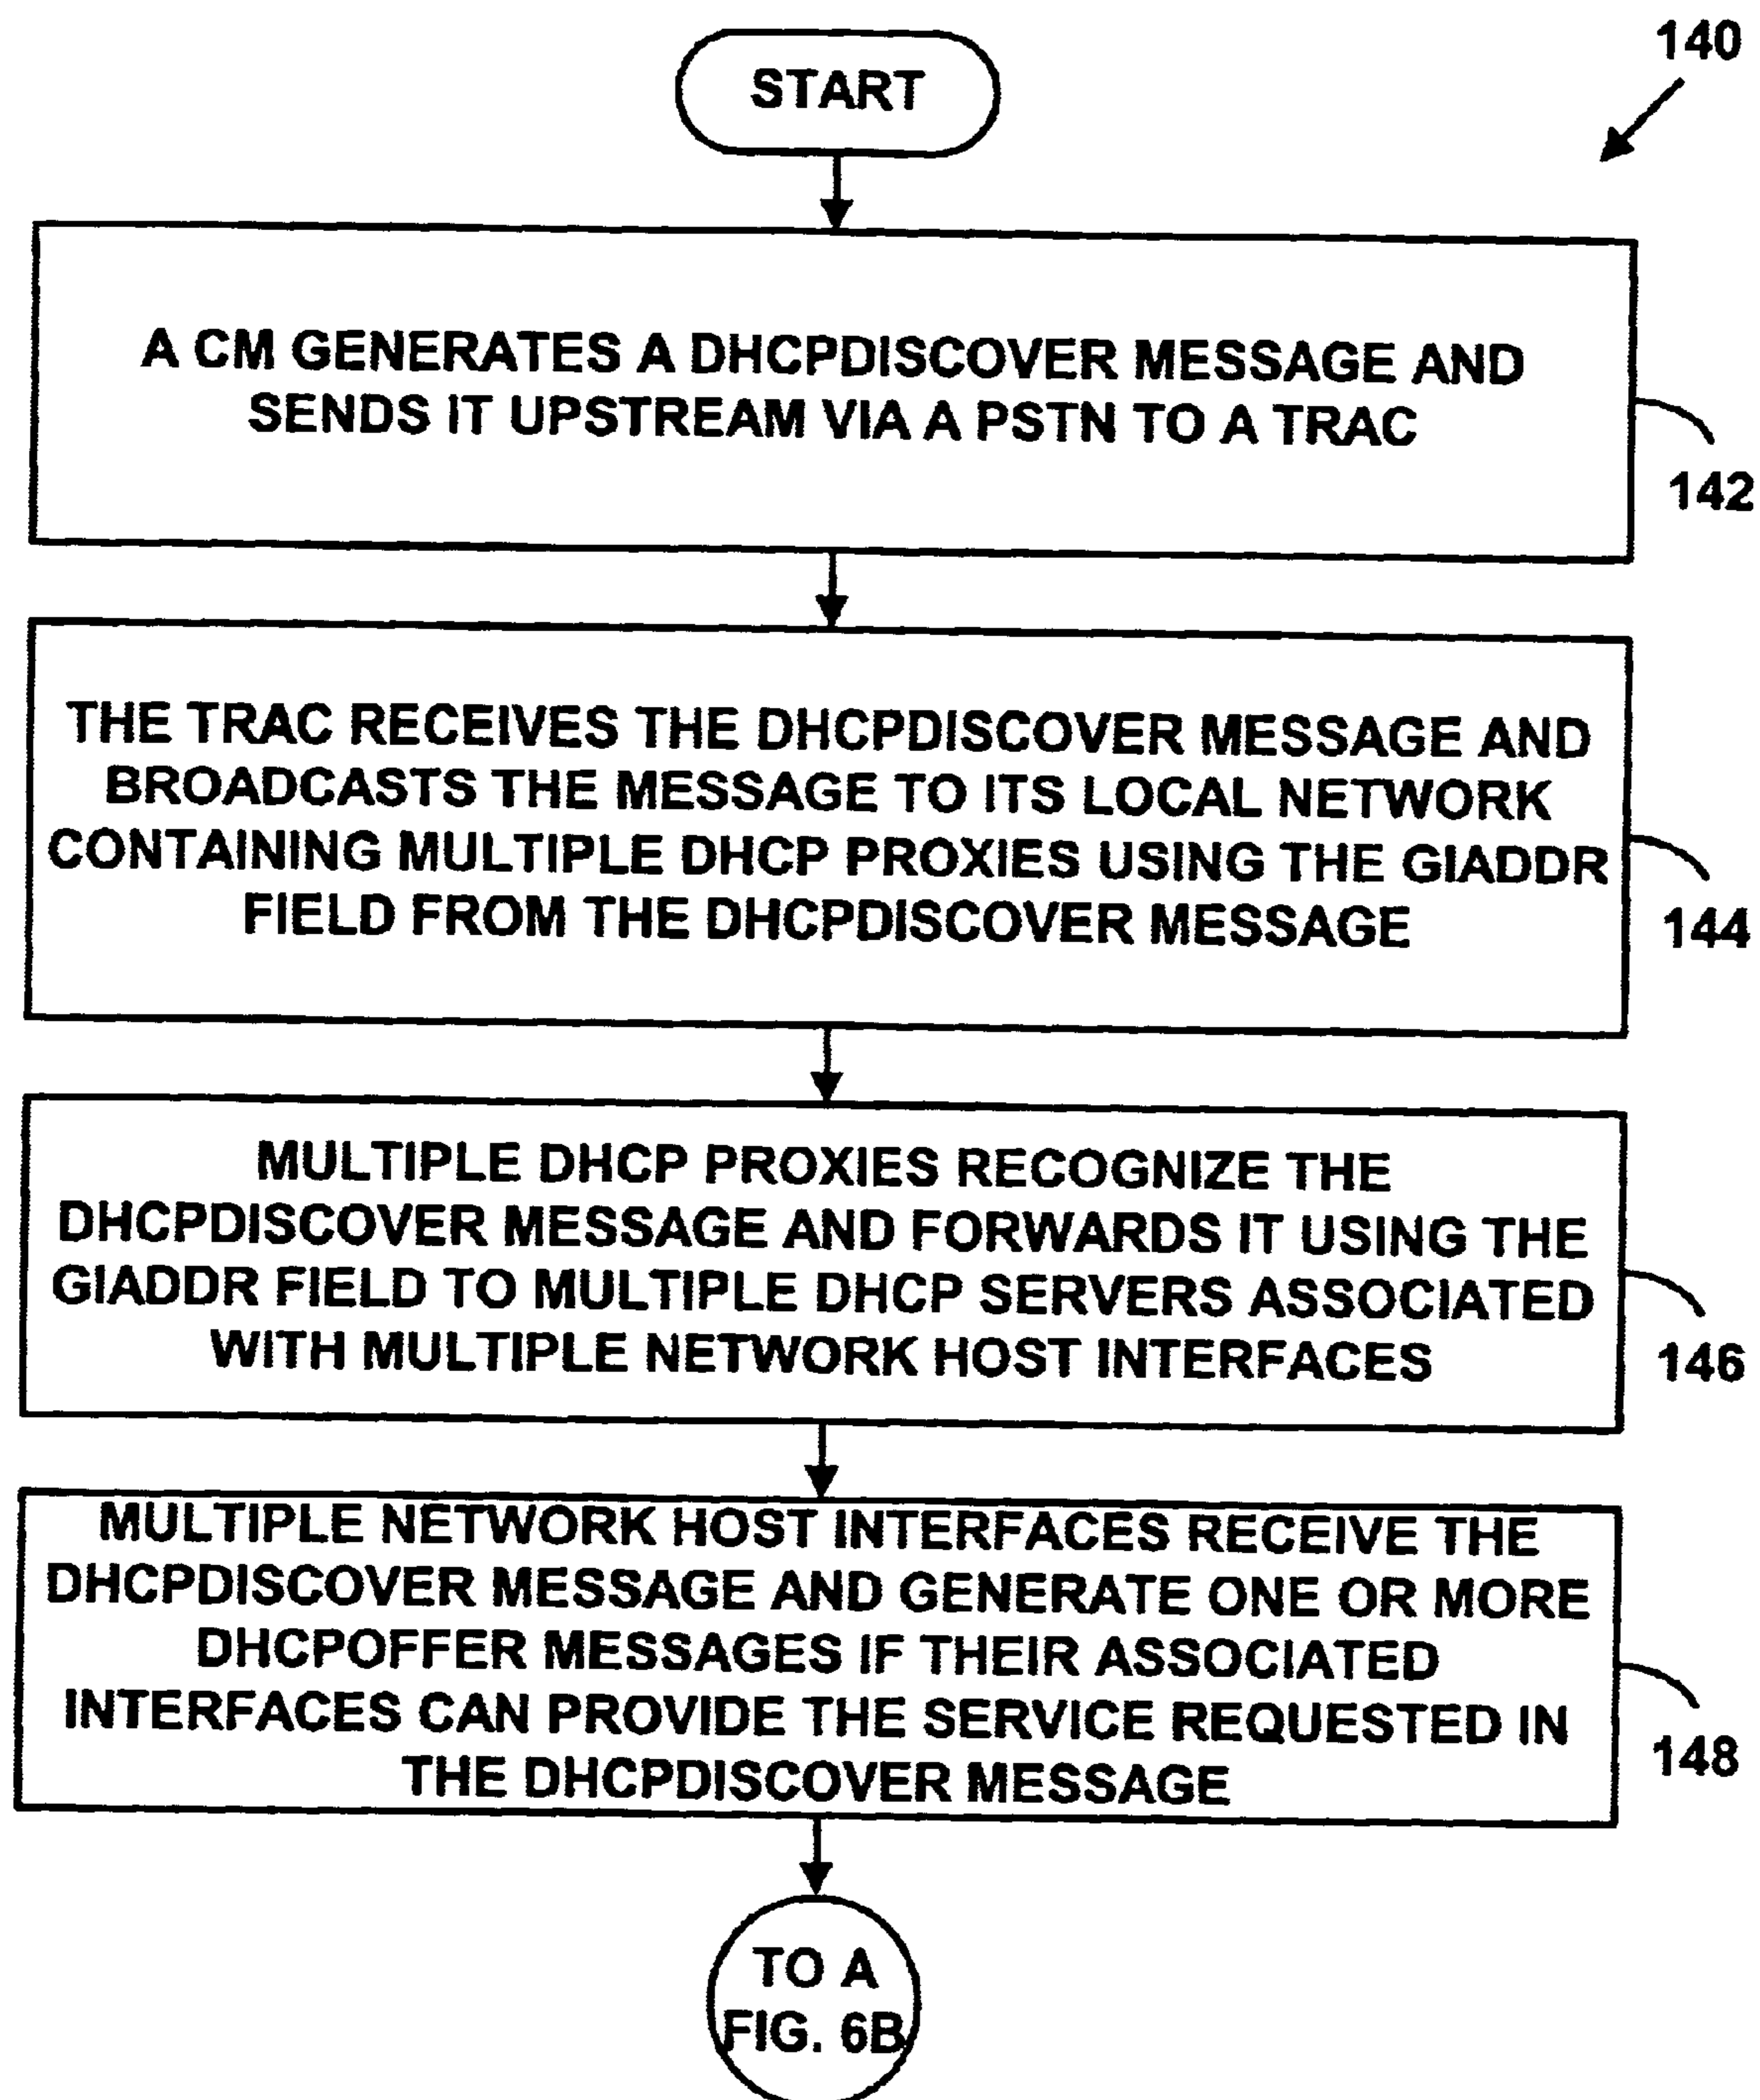 140
START
A CM GENERATES A DHCPDISCOVER MESSAGE AND
SENDS IT UPSTREAM VIA A PSTN TO A TRAC
142
THE TRAC RECEIVES THE DHCPDISCOVER MESSAGE AND
BROADCASTS THE MESSAGE TO ITS LOCAL NETWORK
CONTAINING MULTIPLE DHCP PROXIES USING THE GIADDR
FIELD FROM THE DHCPDISCOVER MESSAGE
144
MULTIPLE DHCP PROXIES RECOGNIZE THE
DHCPDISCOVER MESSAGE AND FORWARDS IT USING THE
GIADDR FIELD TO MULTIPLE DHCP SERVERS ASSOCIATED
WITH MULTIPLE NETWORK HOST INTERFACES
146
MULTIPLE NETWORK HOST INTERFACES RECEIVE THE
DHCPDISCOVER MESSAGE AND GENERATE ONE OR MORE
DHCPOFFER MESSAGES IF THEIR ASSOCIATED
INTERFACES CAN PROVIDE THE SERVICE REQUESTED IN
THE DHCPDISCOVER MESSAGE
148
TO A
FIG. 6B